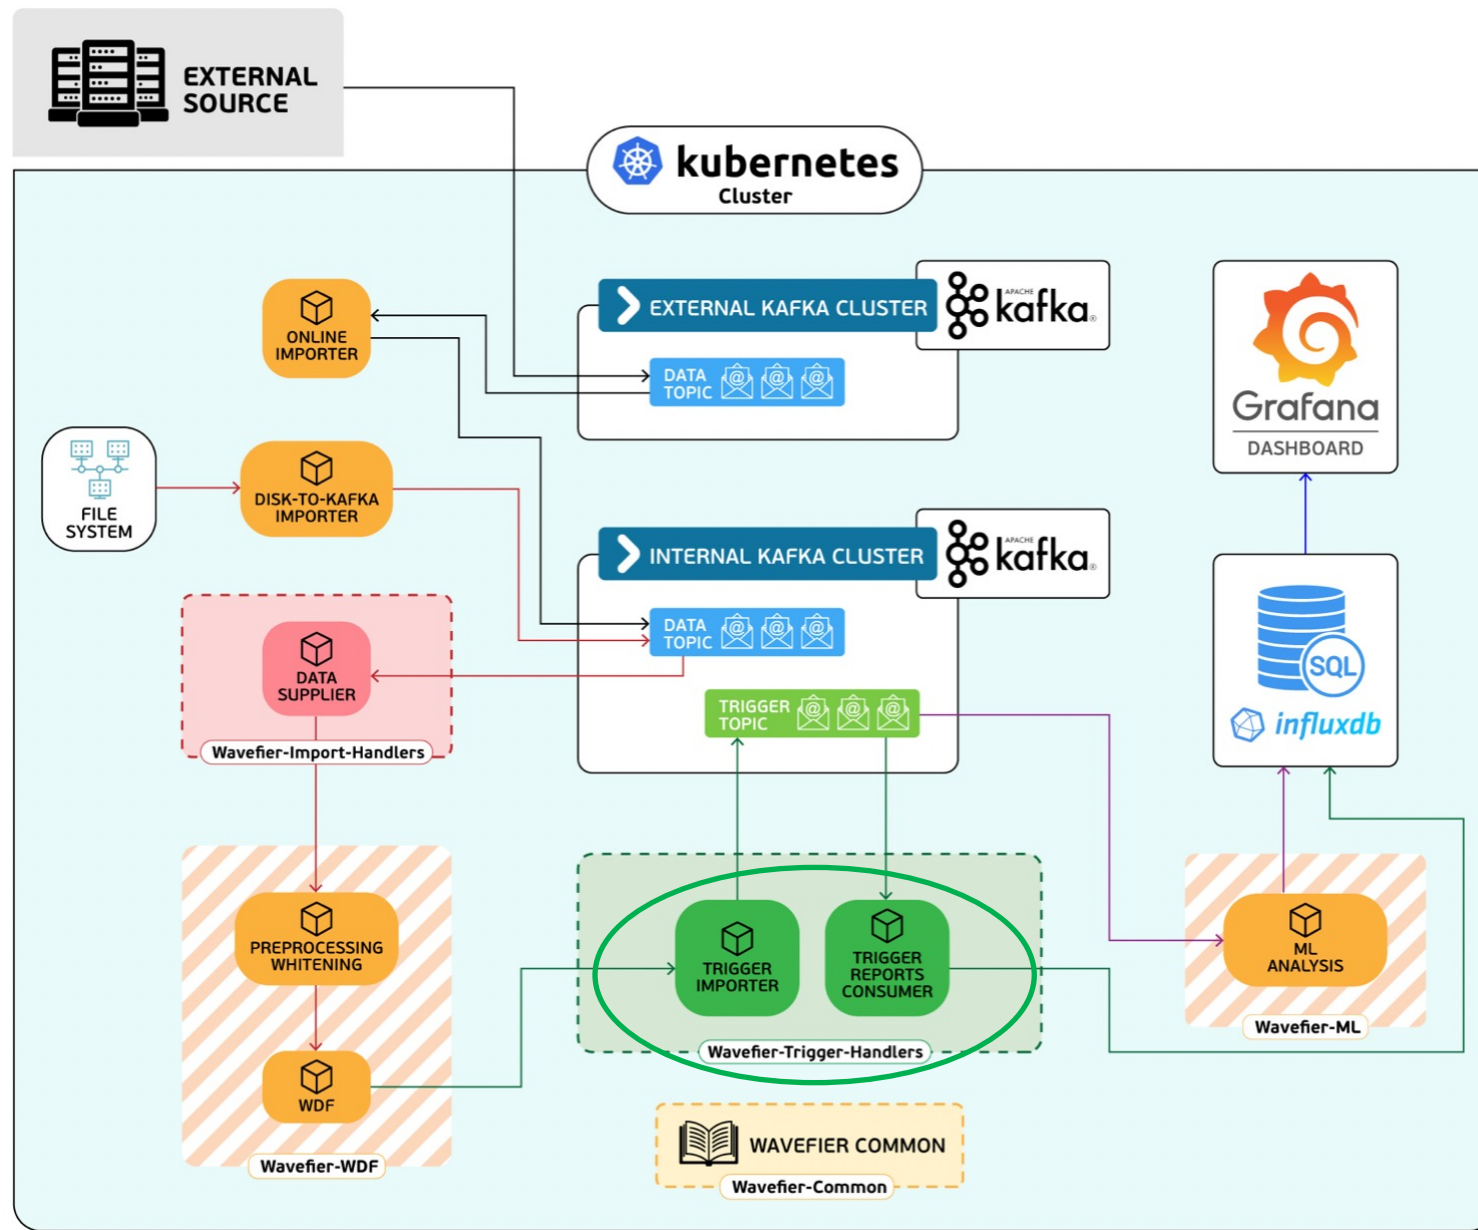 EXTERNAL
SOURCE
kubernetes
Cluster
EXTERNAL KAFKA CLUSTER
APACHE
kafka®
DATA
TOPIC
ONLINE
IMPORTER
Grafana
DASHBOARD
FILE
SYSTEM
DISK-TO-KAFKA
IMPORTER
INTERNAL KAFKA CLUSTER
APACHE
kafka®
DATA
TOPIC
TRIGGER
TOPIC
DATA
SUPPLIER
Wavefier-Import-Handlers
SQL
influxdb
PREPROCESSING
WHITENING
WDF
Wavefier-WDF
TRIGGER
IMPORTER
TRIGGER
REPORTS
CONSUMER
Wavefier-Trigger-Handlers
ML
ANALYSIS
Wavefier-ML
WAVEFIER COMMON
Wavefier-Common